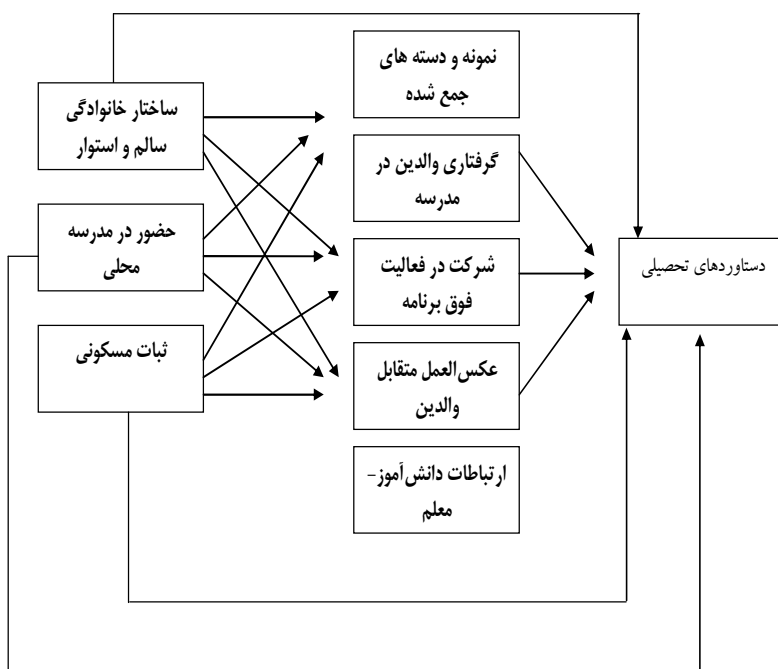 نمونه و دسته های
جمع شده
ساختار خانوادگی
سالم و استوار
گرفتاری والدین در
مدرسه
حضور در مدرسه
محلی
شرکت در فعالیت
فوق برنامه
دستاوردهای تحصیلی
ثبات مسکونی
عکس‌العمل متقابل
والدین
ارتباطات دانش‌آموز-
معلم